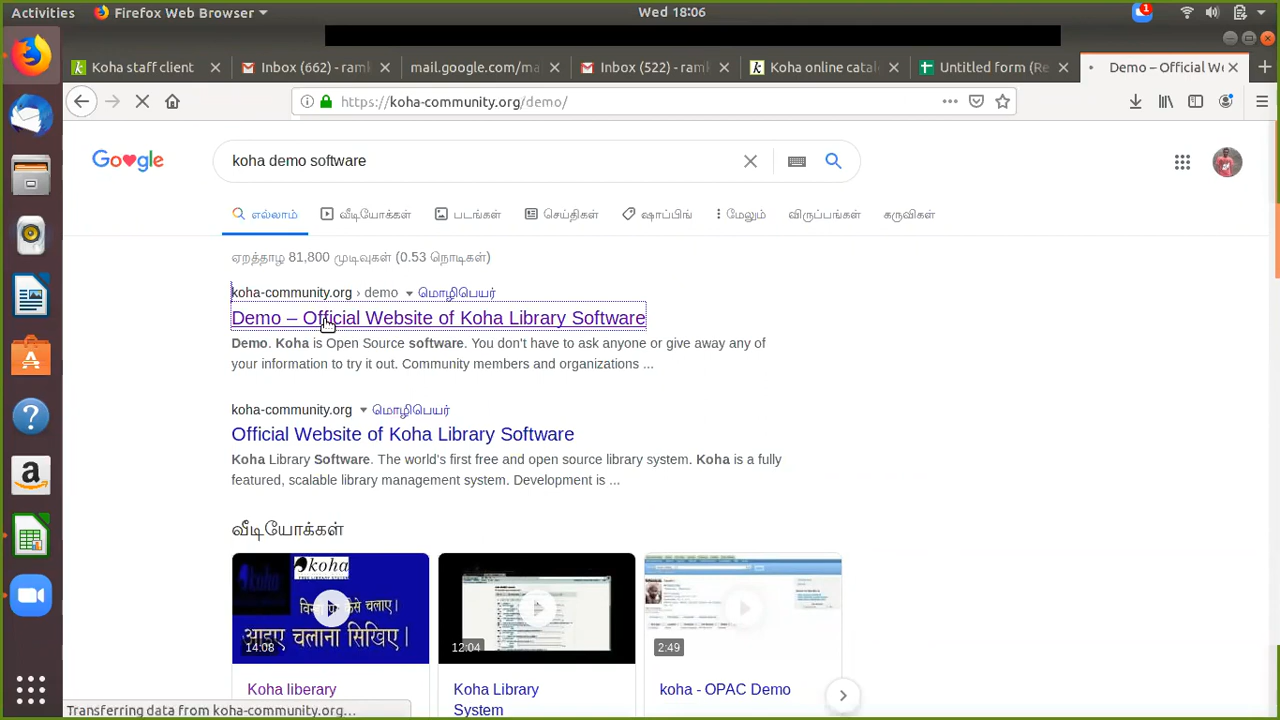 Activities Firefox Web Browser Wed 18:06 1
Koha staff client Inbox (662) - ramk mail.google.com/ma Inbox (522) - ramk Koha online catal Untitled form (Re Demo – Official We
https://koha-community.org/demo/
Google koha demo software
எல்லாம் வீடியோக்கள் படங்கள் செய்திகள் ஷாப்பிங் மேலும் விருப்பங்கள் கருவிகள்
ஏறத்தாழ 81,800 முடிவுகள் (0.53 நொடிகள்)
koha-community.org › demo மொழிபெயர்
Demo – Official Website of Koha Library Software
Demo. Koha is Open Source software. You don't have to ask anyone or give away any of
your information to try it out. Community members and organizations ...
koha-community.org மொழிபெயர்
Official Website of Koha Library Software
Koha Library Software. The world's first free and open source library system. Koha is a fully
featured, scalable library management system. Development is ...
வீடியோக்கள்
koha
किसे चलाए।
आइए चलाना सिखिए।
14:08 12:04 2:49
Koha liberary Koha Library koha - OPAC Demo
System
Transferring data from koha-community.org…